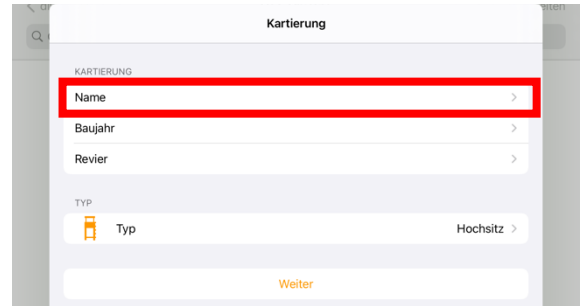 Kartierung
KARTIERUNG
Name
Baujahr
Revier
TYP
Typ Hochsitz
Weiter